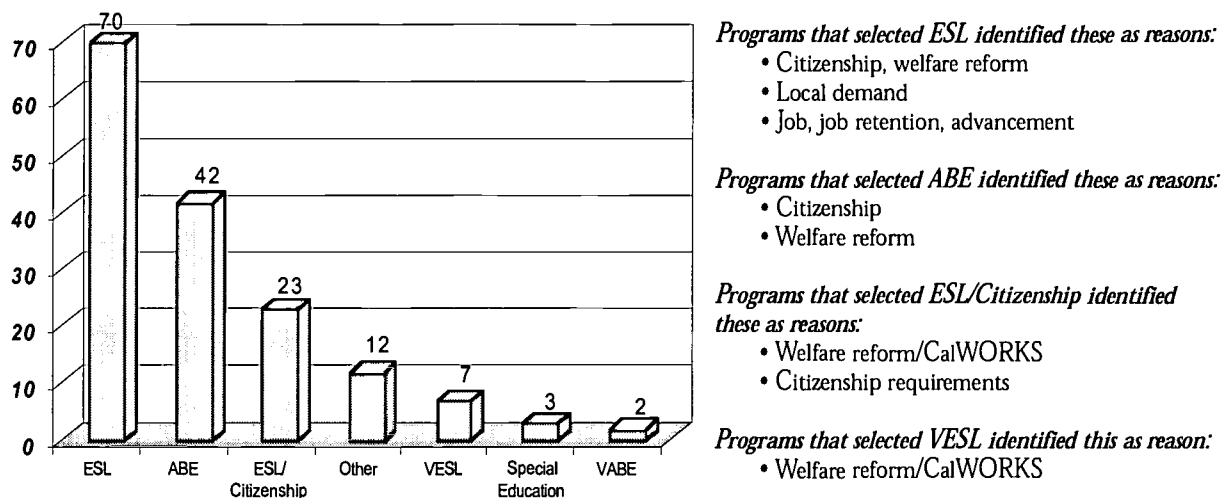 70
70
60
50
40
30
20
10
0
42
23
12
7
3
2
ESL
ABE
ESL/
Citizenship
Other
VESL
Special
Education
VABE
Programs that selected ESL identified these as reasons:
• Citizenship, welfare reform
• Local demand
• Job, job retention, advancement
Programs that selected ABE identified these as reasons:
• Citizenship
• Welfare reform
Programs that selected ESL/Citizenship identified
these as reasons:
• Welfare reform/CalWORKS
• Citizenship requirements
Programs that selected VESL identified this as reason:
• Welfare reform/CalWORKS